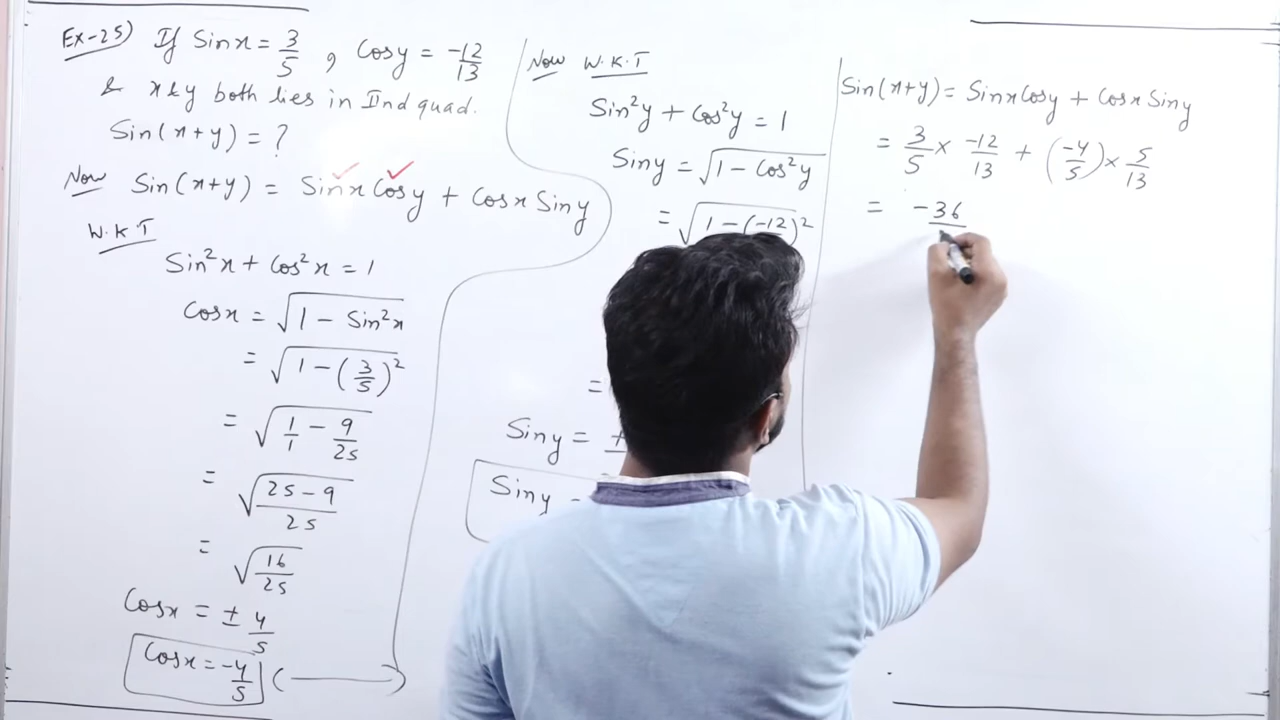 Ex-25) If Sinx = 3/5 , Cosy = -12/13
& x & y both lies in IInd quad.
Sin(x+y) = ?
Now Sin(x+y) = Sinx Cosy + Cosx Siny
W.K.T
Sin²x + Cos²x = 1
Cosx = √(1 - Sin²x)
= √(1 - (3/5)²)
= √(1/1 - 9/25)
= √((25-9)/25)
= √(16/25)
Cosx = ± 4/5
Cosx = -4/5
Now W.K.T
Sin²y + Cos²y = 1
Siny = √(1 - Cos²y)
= √(1 - (-12)²
=
Siny = ±
Siny
Sin(x+y) = Sinx Cosy + Cosx Siny
= 3/5 × -12/13 + (-4/5) × 5/13
= -36